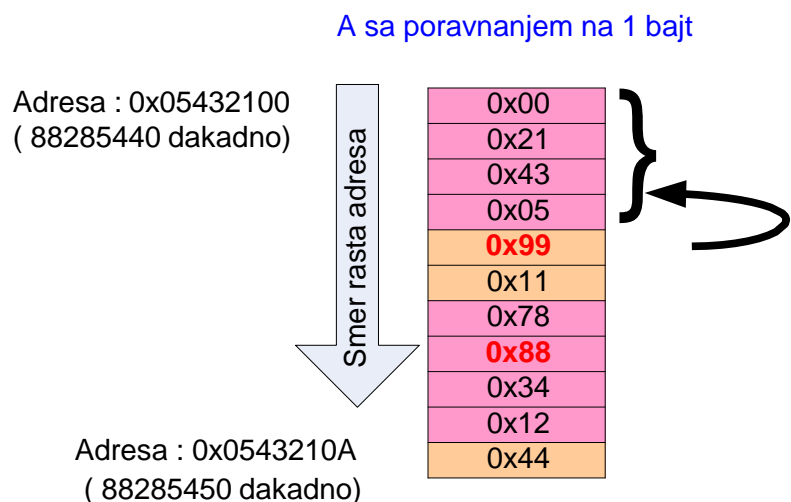 A sa poravnanjem na 1 bajt
Adresa : 0x05432100
( 88285440 dakadno)
Smer rasta adresa
0x00
0x21
0x43
0x05
0x99
0x11
0x78
0x88
0x34
0x12
0x44
Adresa : 0x0543210A
( 88285450 dakadno)